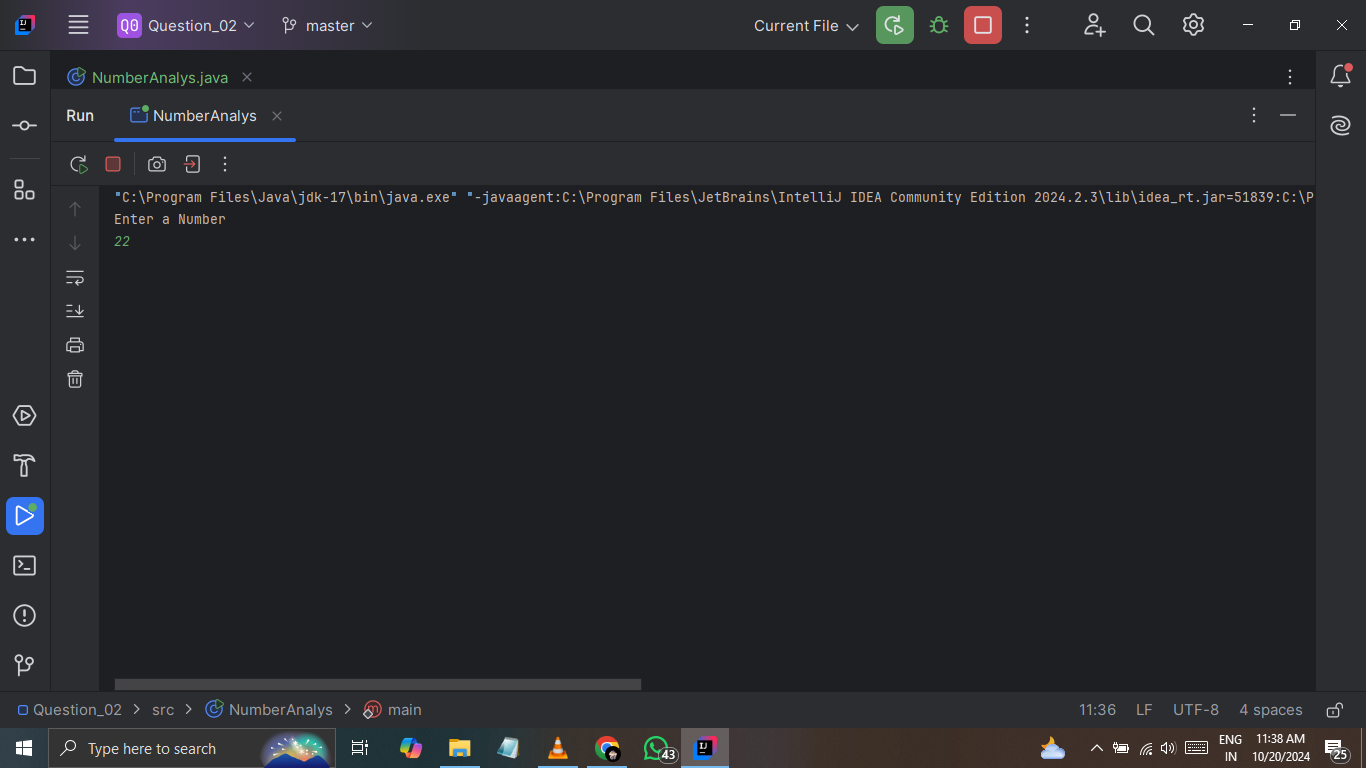 Q0 Question_02 master Current File
NumberAnalys.java
Run NumberAnalys
"C:\Program Files\Java\jdk-17\bin\java.exe" "-javaagent:C:\Program Files\JetBrains\IntelliJ IDEA Community Edition 2024.2.3\lib\idea_rt.jar=51839:C:\P
Enter a Number
22
Question_02 > src > NumberAnalys > main 11:36 LF UTF-8 4 spaces
Type here to search 43 ENG 11:38 AM
IN 10/20/2024 25